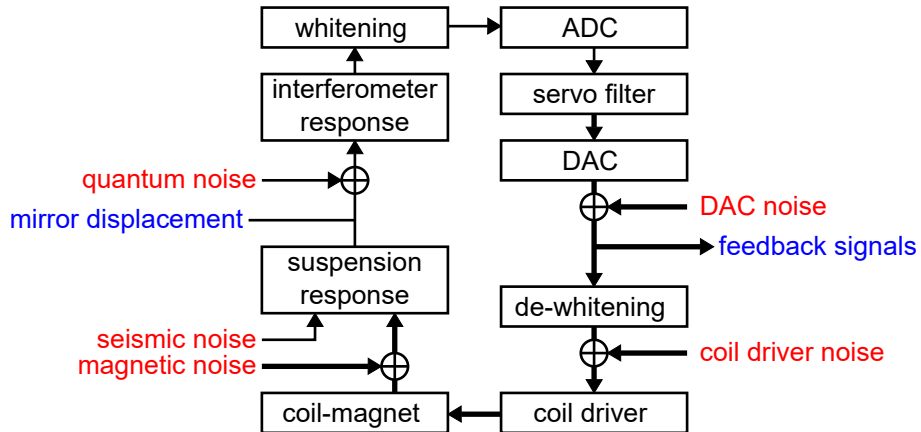 whitening
ADC
interferometer
response
servo filter
DAC
quantum noise
mirror displacement
DAC noise
feedback signals
suspension
response
de-whitening
seismic noise
magnetic noise
coil driver noise
coil-magnet
coil driver